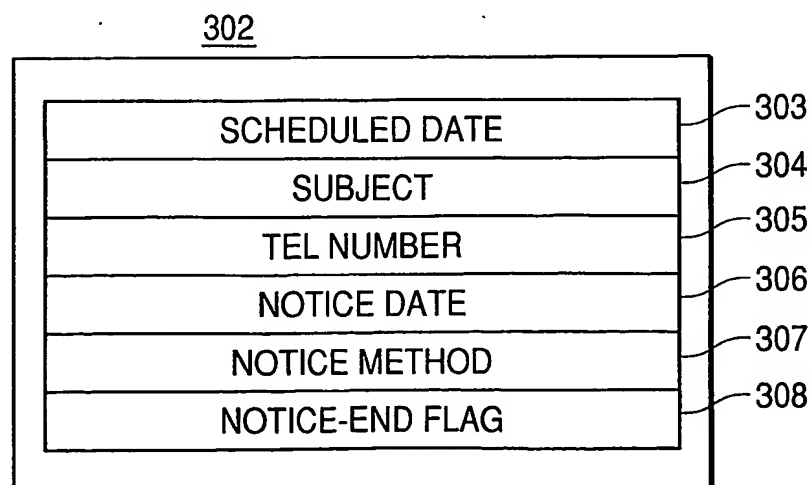 302
SCHEDULED DATE 303
SUBJECT 304
TEL NUMBER 305
NOTICE DATE 306
NOTICE METHOD 307
NOTICE-END FLAG 308